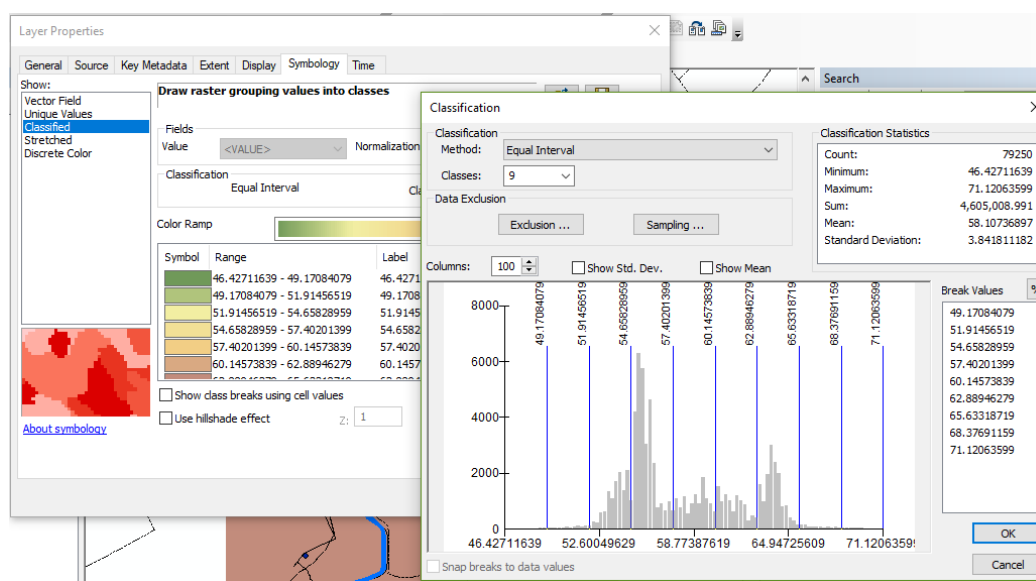 Layer Properties
General Source Key Metadata Extent Display Symbology Time
Show:
Vector Field
Unique Values
Classified
Stretched
Discrete Color
About symbology
Draw raster grouping values into classes
Fields
Value <VALUE> Normalization
Classification
Equal Interval
Color Ramp
Symbol Range Label
46.42711639 - 49.17084079 46.4271
49.17084079 - 51.91456519 49.1708
51.91456519 - 54.65828959 51.9145
54.65828959 - 57.40201399 54.6582
57.40201399 - 60.14573839 57.4020
60.14573839 - 62.88946279 60.1457
Show class breaks using cell values
Use hillshade effect Z: 1
Search
Classification
Classification
Method: Equal Interval
Classes: 9
Data Exclusion
Exclusion ... Sampling ...
Columns: 100 Show Std. Dev. Show Mean
Classification Statistics
Count: 79250
Minimum: 46.42711639
Maximum: 71.12063599
Sum: 4,605,008.991
Mean: 58.10736897
Standard Deviation: 3.841811182
49.17084079
51.91456519
54.65828959
57.40201399
60.14573839
62.88946279
65.63318719
68.37691159
71.12063599
8000
6000
4000
2000
0
46.42711639 52.60049629 58.77387619 64.94725609 71.12063599
Break Values %
49.17084079
51.91456519
54.65828959
57.40201399
60.14573839
62.88946279
65.63318719
68.37691159
71.12063599
OK
Cancel
Snap breaks to data values